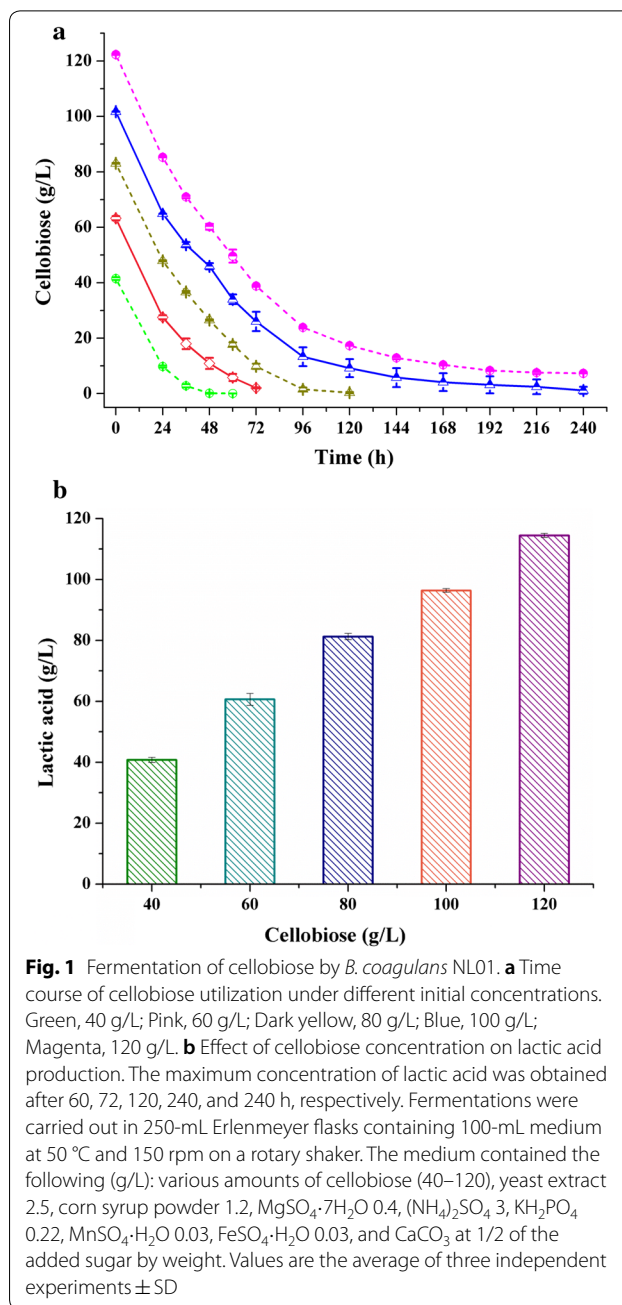 a
120
100
80
60
40
20
0
Cellobiose (g/L)
0 24 48 72 96 120 144 168 192 216 240
Time (h)
b
120
100
80
60
40
20
0
Lactic acid (g/L)
40 60 80 100 120
Cellobiose (g/L)
Fig. 1 Fermentation of cellobiose by B. coagulans NL01. a Time
course of cellobiose utilization under different initial concentrations.
Green, 40 g/L; Pink, 60 g/L; Dark yellow, 80 g/L; Blue, 100 g/L;
Magenta, 120 g/L. b Effect of cellobiose concentration on lactic acid
production. The maximum concentration of lactic acid was obtained
after 60, 72, 120, 240, and 240 h, respectively. Fermentations were
carried out in 250-mL Erlenmeyer flasks containing 100-mL medium
at 50 °C and 150 rpm on a rotary shaker. The medium contained the
following (g/L): various amounts of cellobiose (40–120), yeast extract
2.5, corn syrup powder 1.2, MgSO₄·7H₂O 0.4, (NH₄)₂SO₄ 3, KH₂PO₄
0.22, MnSO₄·H₂O 0.03, FeSO₄·H₂O 0.03, and CaCO₃ at 1/2 of the
added sugar by weight. Values are the average of three independent
experiments ± SD